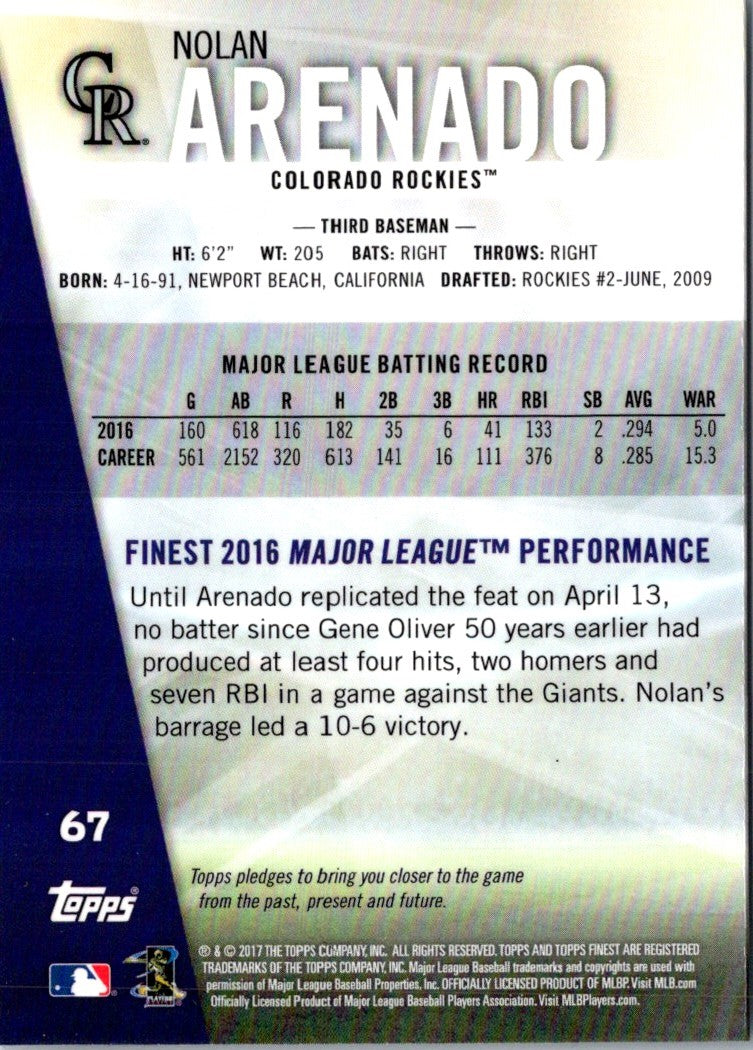 CR
NOLAN
ARENADO
COLORADO ROCKIES™
— THIRD BASEMAN —
HT: 6'2" WT: 205 BATS: RIGHT THROWS: RIGHT
BORN: 4-16-91, NEWPORT BEACH, CALIFORNIA DRAFTED: ROCKIES #2-JUNE, 2009
MAJOR LEAGUE BATTING RECORD
G AB R H 2B 3B HR RBI SB AVG WAR
2016 160 618 116 182 35 6 41 133 2 .294 5.0
CAREER 561 2152 320 613 141 16 111 376 8 .285 15.3
FINEST 2016 MAJOR LEAGUE™ PERFORMANCE
Until Arenado replicated the feat on April 13,
no batter since Gene Oliver 50 years earlier had
produced at least four hits, two homers and
seven RBI in a game against the Giants. Nolan's
barrage led a 10-6 victory.
67
Topps®
Topps pledges to bring you closer to the game
from the past, present and future.
® & © 2017 THE TOPPS COMPANY, INC. ALL RIGHTS RESERVED. TOPPS AND TOPPS FINEST ARE REGISTERED
TRADEMARKS OF THE TOPPS COMPANY, INC. Major League Baseball trademarks and copyrights are used with
permission of Major League Baseball Properties, Inc. OFFICIALLY LICENSED PRODUCT OF MLBP. Visit MLB.com
Officially Licensed Product of Major League Baseball Players Association. Visit MLBPlayers.com.